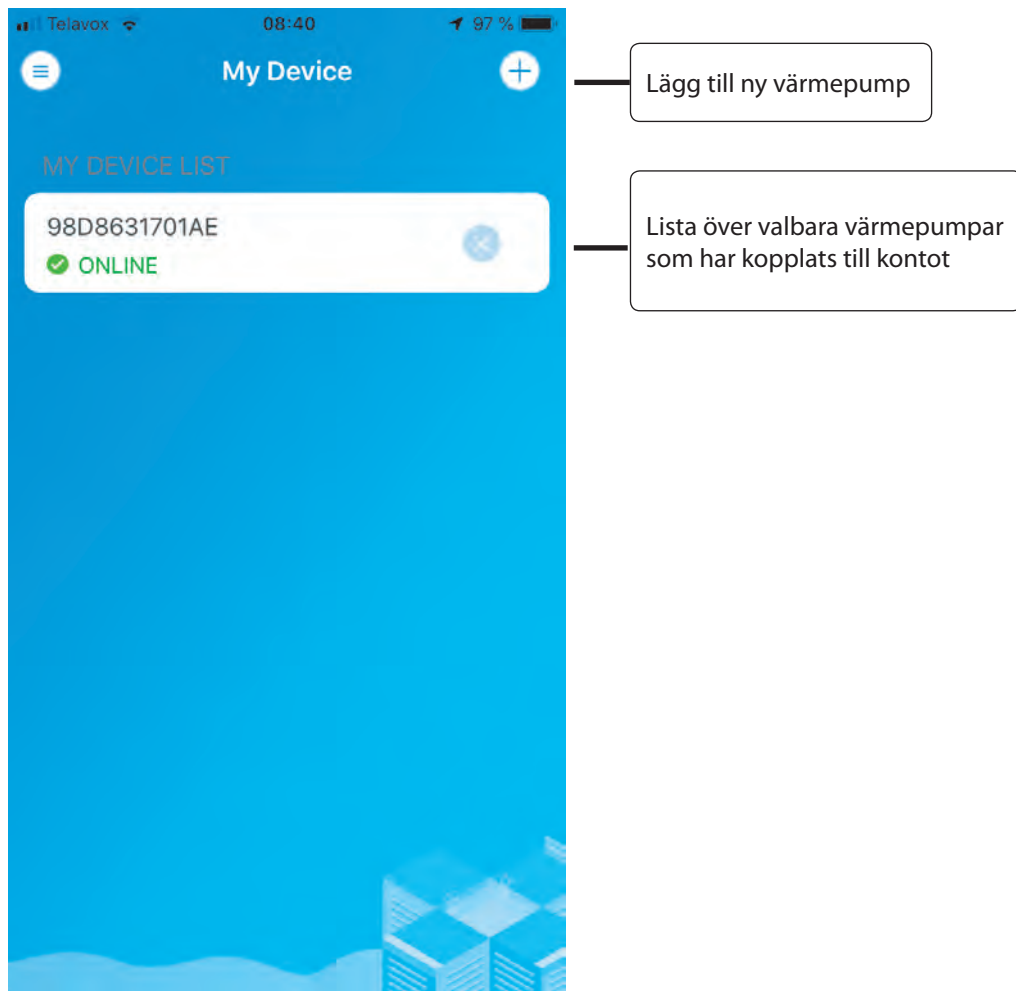 Telavox 08:40 97 %
My Device
Lägg till ny värmepump
MY DEVICE LIST
98D8631701AE
ONLINE
Lista över valbara värmepumpar
som har kopplats till kontot